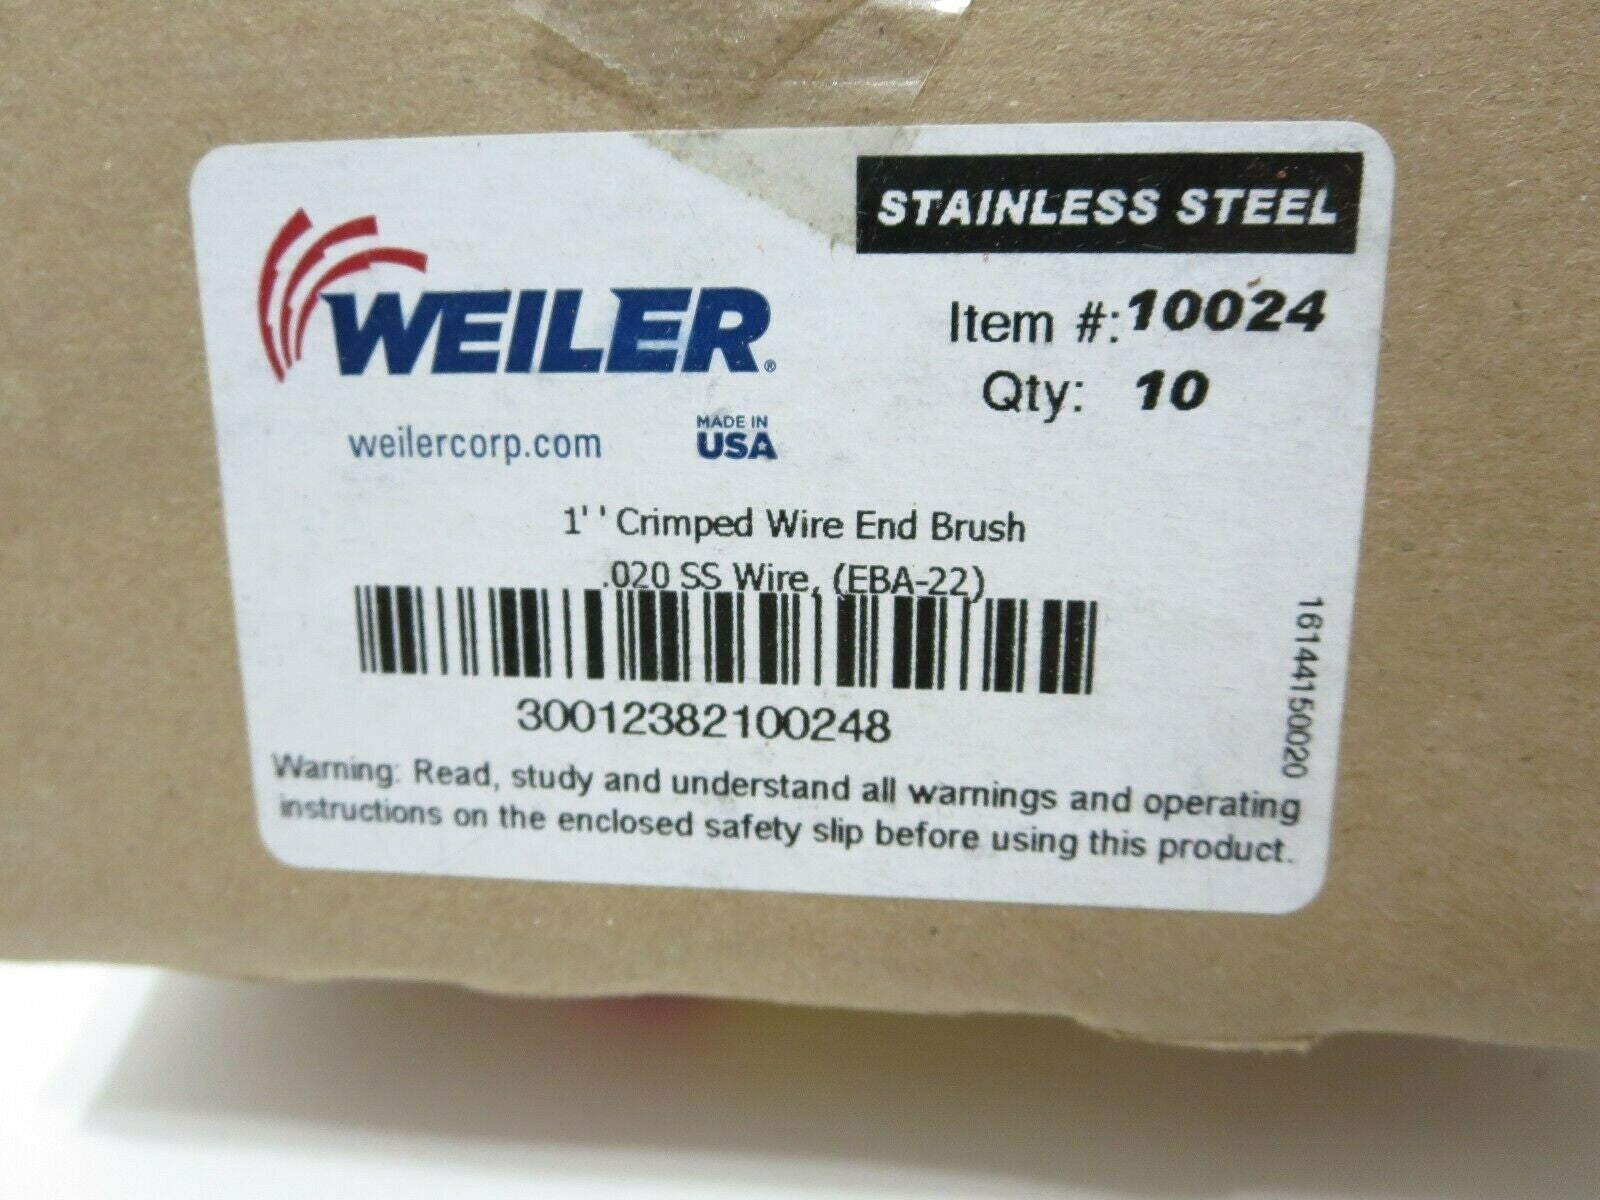 STAINLESS STEEL
WEILER®
Item #: 10024
Qty: 10
weilercorp.com
MADE IN
USA
1'' Crimped Wire End Brush
.020 SS Wire, (EBA-22)
30012382100248
16144150020
Warning: Read, study and understand all warnings and operating
instructions on the enclosed safety slip before using this product.